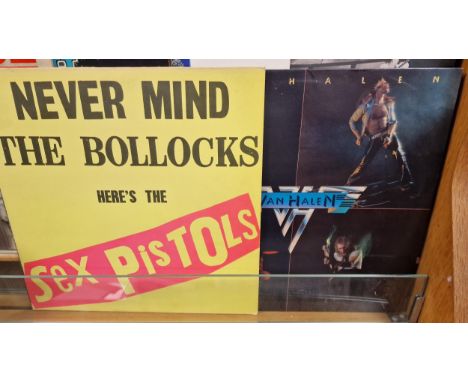 NEVER MIND
THE BOLLOCKS
HERE'S THE
SEX PISTOLS
HALEN
VAN HALEN